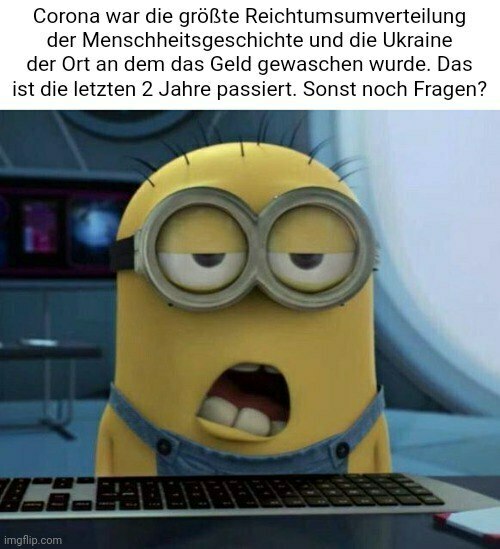 Corona war die größte Reichtumsumverteilung
der Menschheitsgeschichte und die Ukraine
der Ort an dem das Geld gewaschen wurde. Das
ist die letzten 2 Jahre passiert. Sonst noch Fragen?
imgflip.com